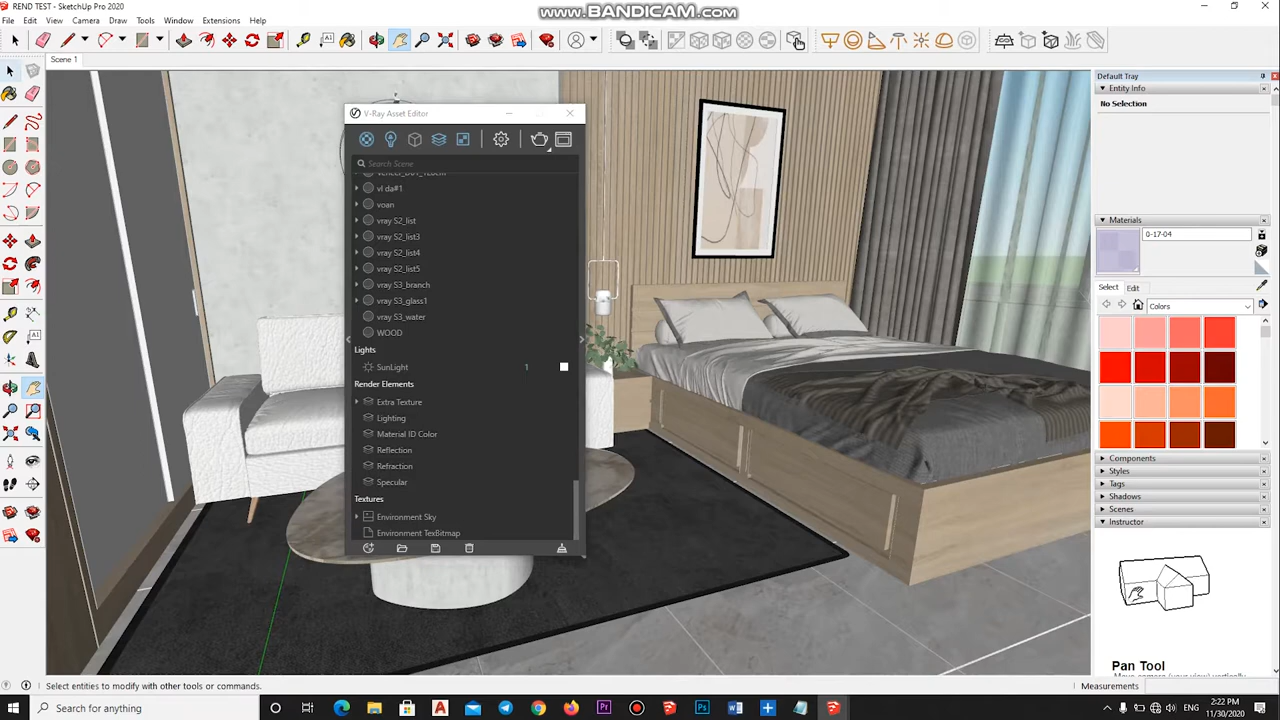 REND TEST - SketchUp Pro 2020
www.BANDICAM.com
File Edit View Camera Draw Tools Window Extensions Help
Scene 1
V-Ray Asset Editor
Search Scene
vl da#1
voan
vray S2_list
vray S2_list3
vray S2_list4
vray S2_list5
vray S3_branch
vray S3_glass1
vray S3_water
WOOD
Lights
SunLight 1
Render Elements
Extra Texture
Lighting
Material ID Color
Reflection
Refraction
Specular
Textures
Environment Sky
Environment TexBitmap
Default Tray
Entity Info
No Selection
Materials
0-17-04
Select Edit
Colors
Components
Styles
Tags
Shadows
Scenes
Instructor
Pan Tool
Select entities to modify with other tools or commands.
Measurements
Search for anything
ENG
2:22 PM
11/30/2020